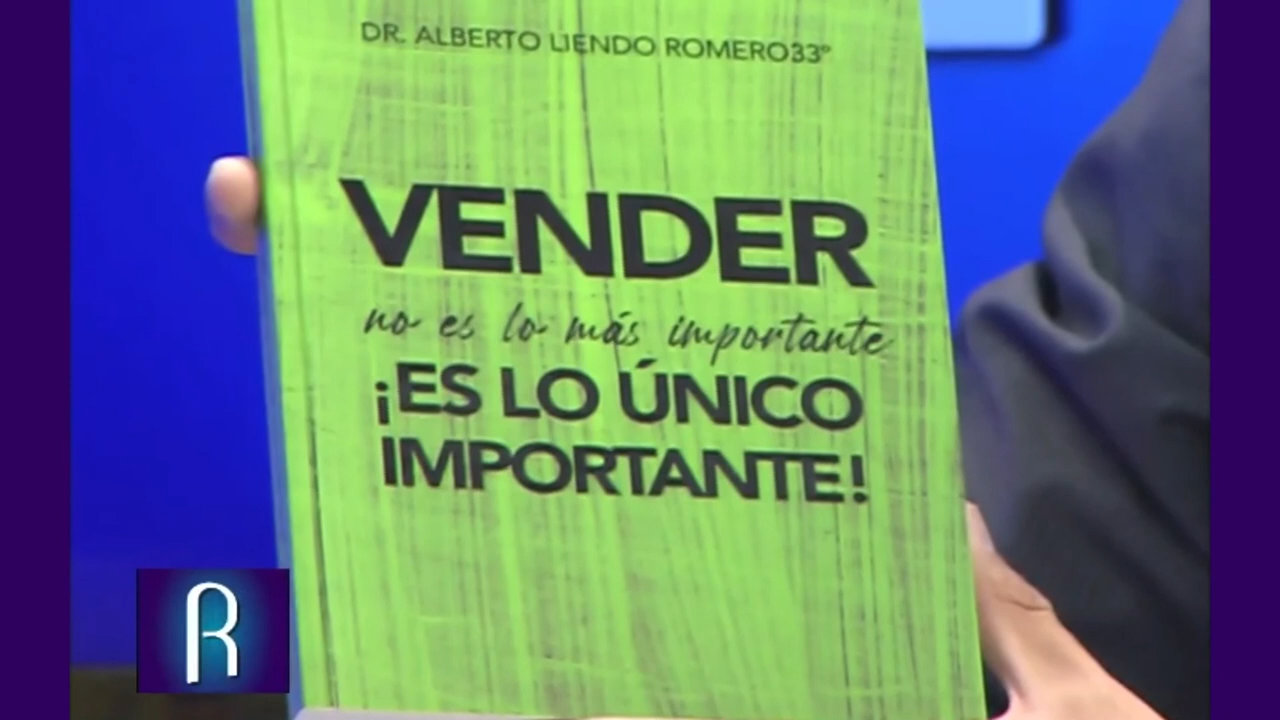 DR. ALBERTO LIENDO ROMERO33°
VENDER
no es lo más importante
¡ES LO ÚNICO
IMPORTANTE!
R